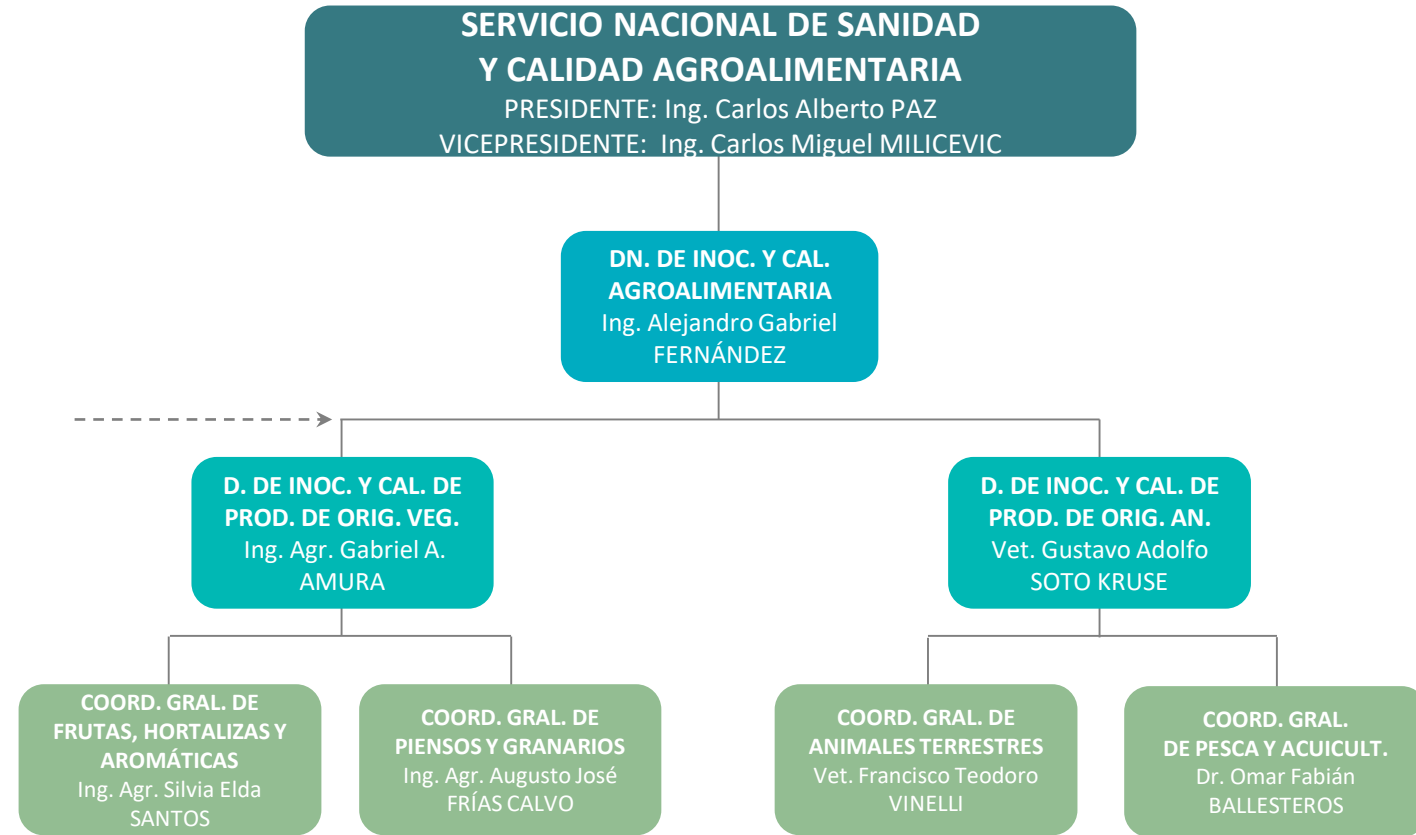 SERVICIO NACIONAL DE SANIDAD
Y CALIDAD AGROALIMENTARIA
PRESIDENTE: Ing. Carlos Alberto PAZ
VICEPRESIDENTE: Ing. Carlos Miguel MILICEVIC
DN. DE INOC. Y CAL.
AGROALIMENTARIA
Ing. Alejandro Gabriel
FERNÁNDEZ
D. DE INOC. Y CAL. DE
PROD. DE ORIG. VEG.
Ing. Agr. Gabriel A.
AMURA
D. DE INOC. Y CAL. DE
PROD. DE ORIG. AN.
Vet. Gustavo Adolfo
SOTO KRUSE
COORD. GRAL. DE
FRUTAS, HORTALIZAS Y
AROMÁTICAS
Ing. Agr. Silvia Elda
SANTOS
COORD. GRAL. DE
PIENSOS Y GRANARIOS
Ing. Agr. Augusto José
FRÍAS CALVO
COORD. GRAL. DE
ANIMALES TERRESTRES
Vet. Francisco Teodoro
VINELLI
COORD. GRAL.
DE PESCA Y ACUICULT.
Dr. Omar Fabián
BALLESTEROS